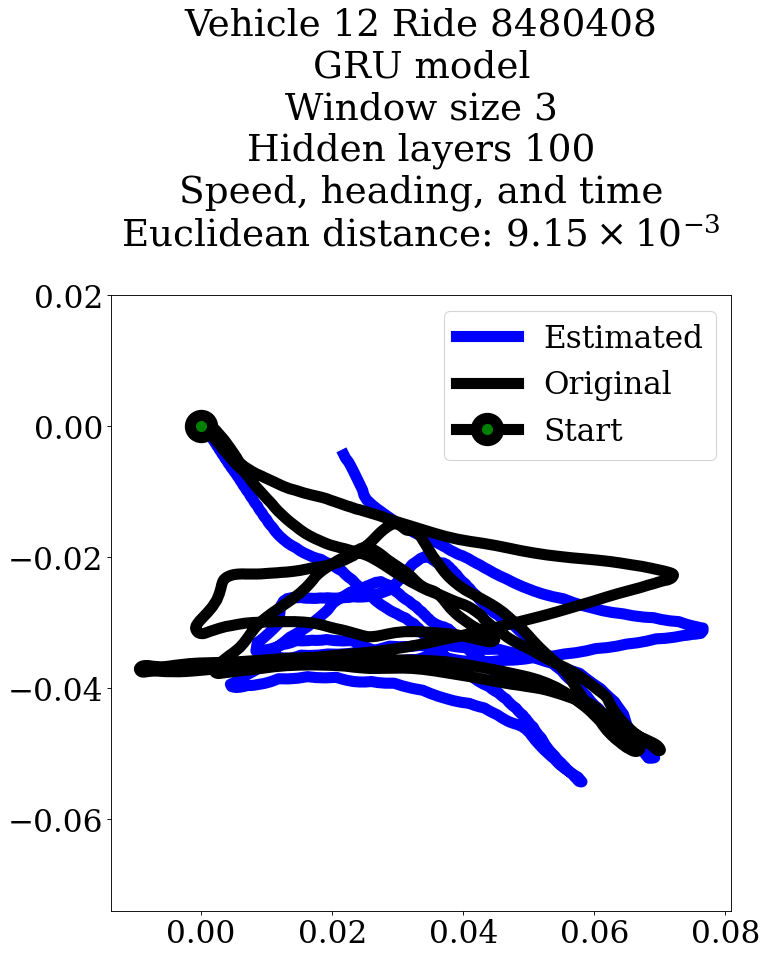 Vehicle 12 Ride 8480408
GRU model
Window size 3
Hidden layers 100
Speed, heading, and time
Euclidean distance: 9.15 × 10⁻³
0.02
Estimated
Original
0.00
Start
−0.02
−0.04
−0.06
0.00 0.02 0.04 0.06 0.08